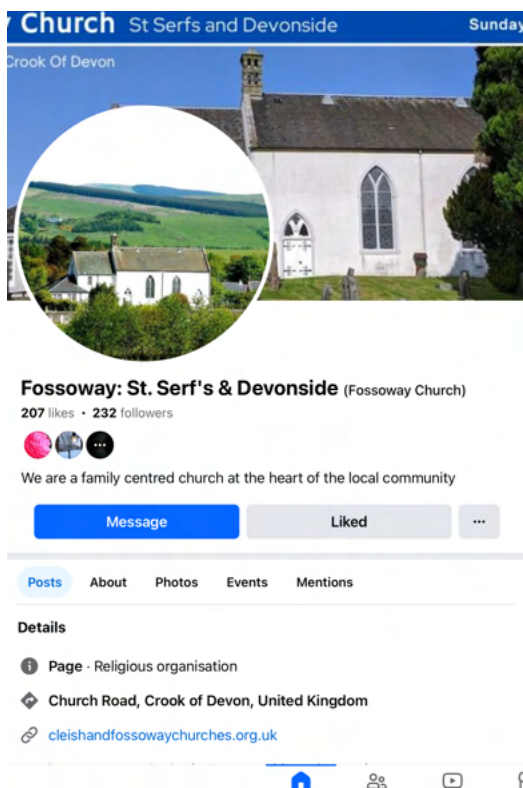 Church St Serfs and Devonside Sunday
Crook Of Devon
Fossoway: St. Serf's & Devonside (Fossoway Church)
207 likes • 232 followers
We are a family centred church at the heart of the local community
Message Liked
Posts About Photos Events Mentions
Details
Page · Religious organisation
Church Road, Crook of Devon, United Kingdom
cleishandfossowaychurches.org.uk